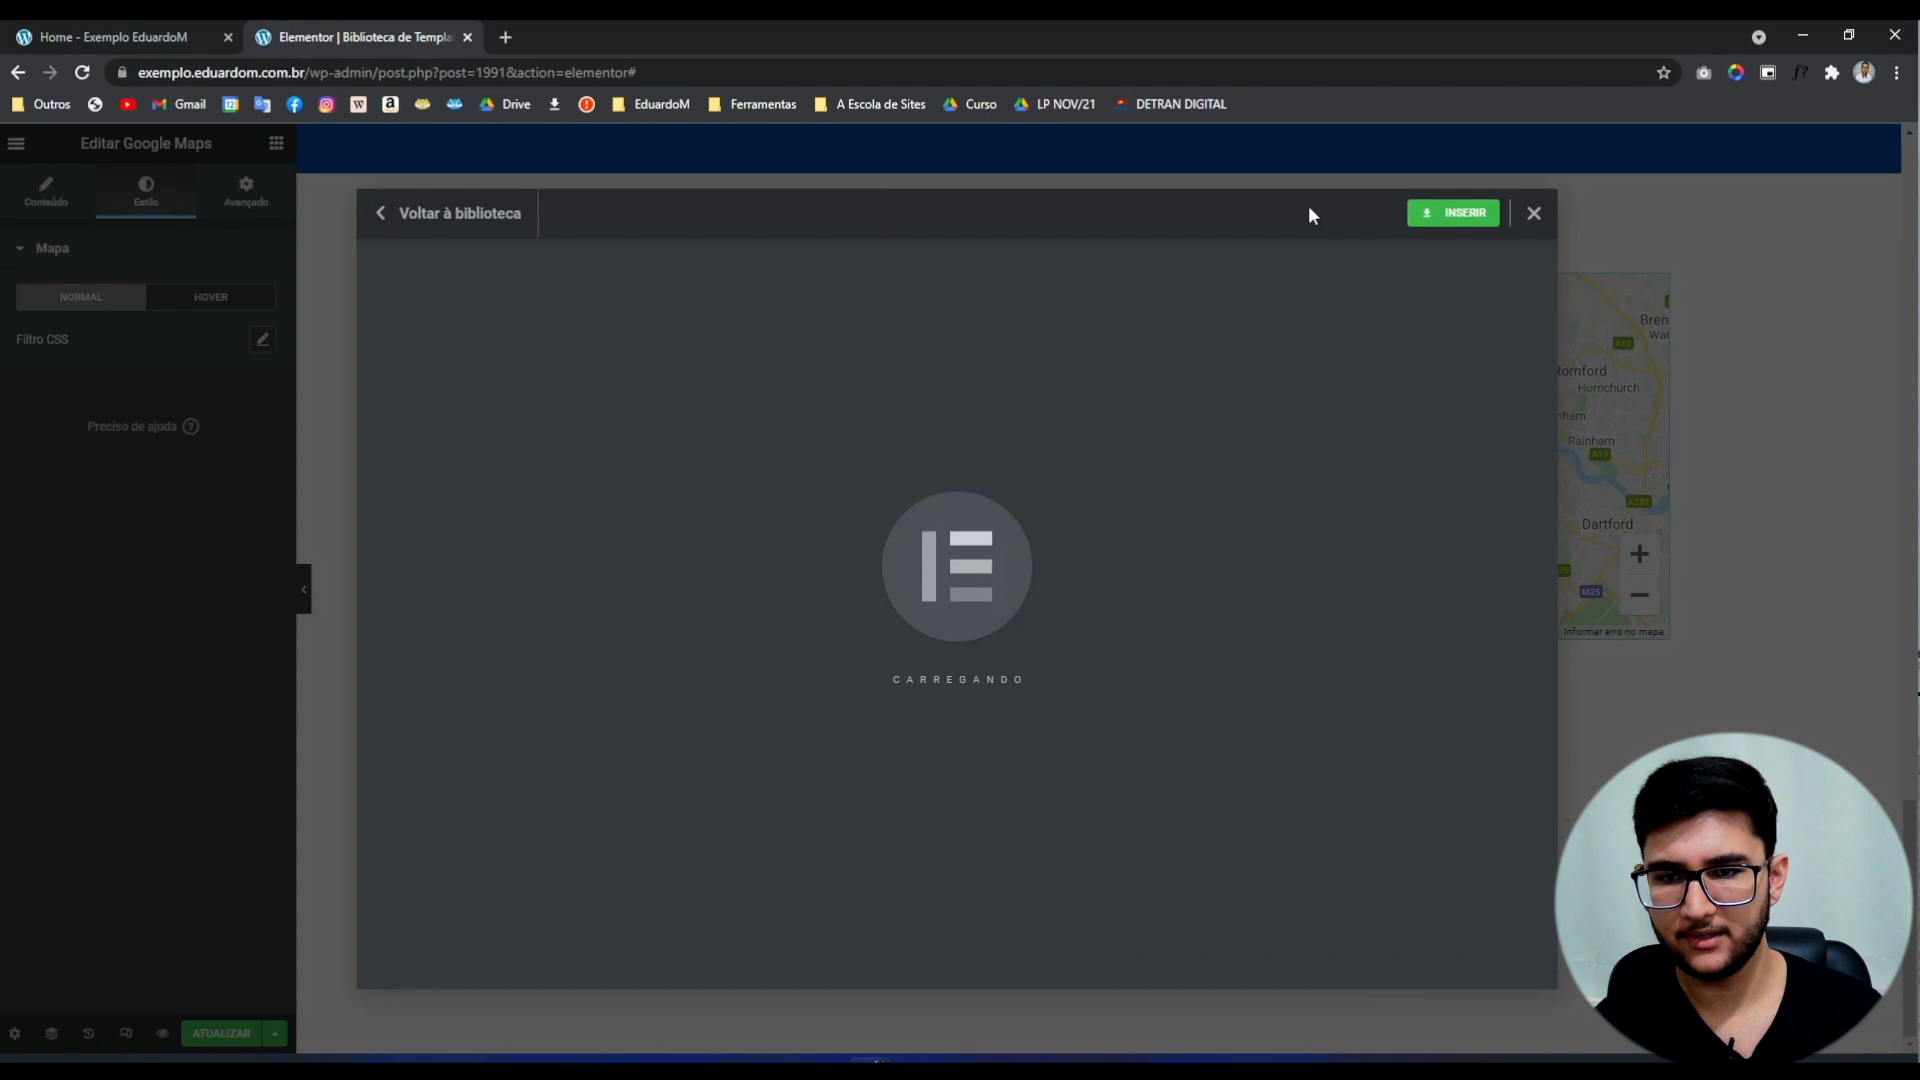 Home - Exemplo EduardoM
Elementor | Biblioteca de Templa
exemplo.eduardom.com.br/wp-admin/post.php?post=1991&action=elementor#
Outros
Gmail
Drive
EduardoM
Ferramentas
A Escola de Sites
Curso
LP NOV/21
DETRAN DIGITAL
Editar Google Maps
Conteúdo
Estilo
Avançado
Mapa
NORMAL
HOVER
Filtro CSS
Preciso de ajuda
ATUALIZAR
Voltar à biblioteca
INSERIR
CARREGANDO
Bren
War
A12
Romford
Hornchurch
nham
Rainham
A13
A282
Dartford
M25
Informar erro no mapa